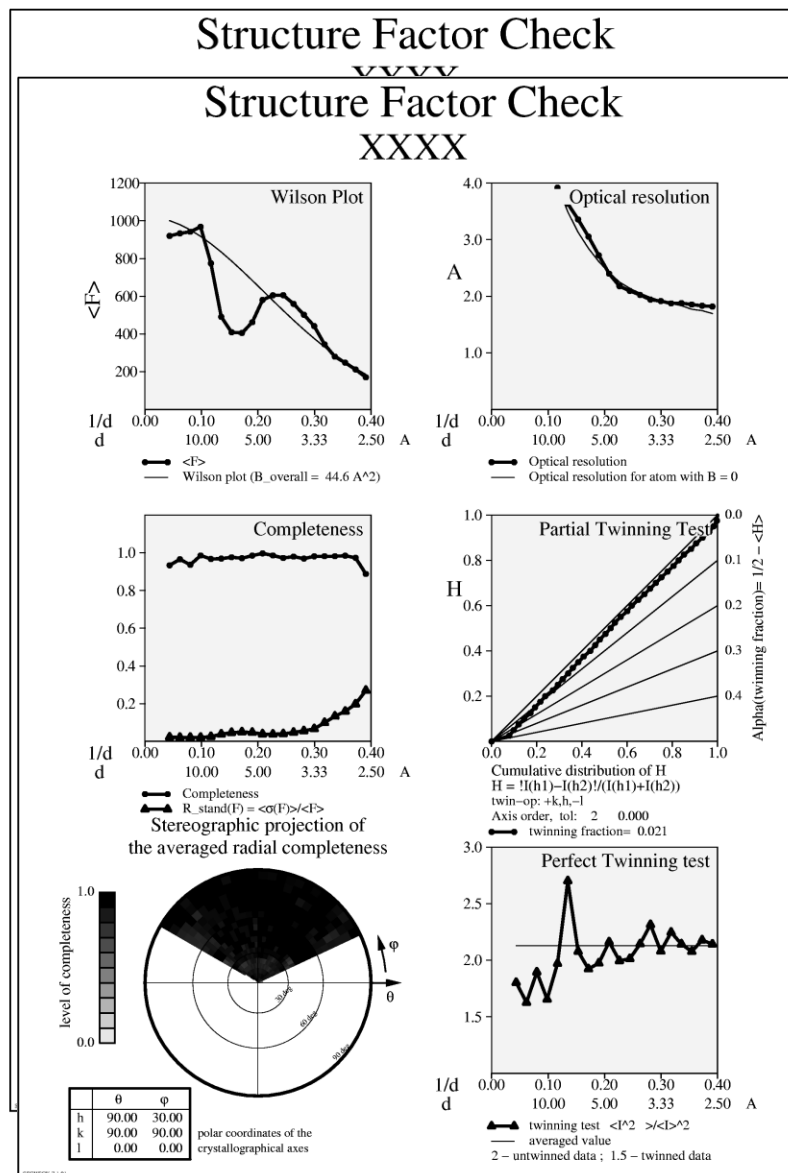 Structure Factor Check
XXXX
Structure Factor Check
XXXX
Wilson Plot
1200
1000
800
600
400
200
<F>
1/d 0.00 0.10 0.20 0.30 0.40
d 10.00 5.00 3.33 2.50 A
<F>
Wilson plot (B_overall = 44.6 A^2)
Optical resolution
4.0
3.0
A
2.0
1.0
0.00 0.10 0.20 0.30 0.40
10.00 5.00 3.33 2.50 A
Optical resolution
Optical resolution for atom with B = 0
Completeness
1.0
0.8
0.6
0.4
0.2
1/d 0.00 0.10 0.20 0.30 0.40
d 10.00 5.00 3.33 2.50 A
Completeness
R_stand(F) = <σ(F)>/<F>
Partial Twinning Test
1.0
0.8
H
0.6
0.4
0.2
0.0
0.1
0.2
0.3
0.4
Alpha(twinning fraction)= 1/2 − <H>
0.00 0.2 0.4 0.6 0.8 1.0
Cumulative distribution of H
H = !I(h1)−I(h2)!/(I(h1)+I(h2))
twin-op: +k,h,−l
Axis order, tol: 2 0.000
twinning fraction= 0.021
Stereographic projection of
the averaged radial completeness
1.0
level of completeness
0.0
φ
θ
30 deg
60 deg
90 deg
θ φ
h 90.00 30.00
k 90.00 90.00
l 0.00 0.00
polar coordinates of the
crystallographical axes
Perfect Twinning test
3.0
2.5
2.0
1.5
1/d 0.00 0.10 0.20 0.30 0.40
d 10.00 5.00 3.33 2.50 A
twinning test <I^2 >/<I>^2
averaged value
2 – untwinned data ; 1.5 – twinned data